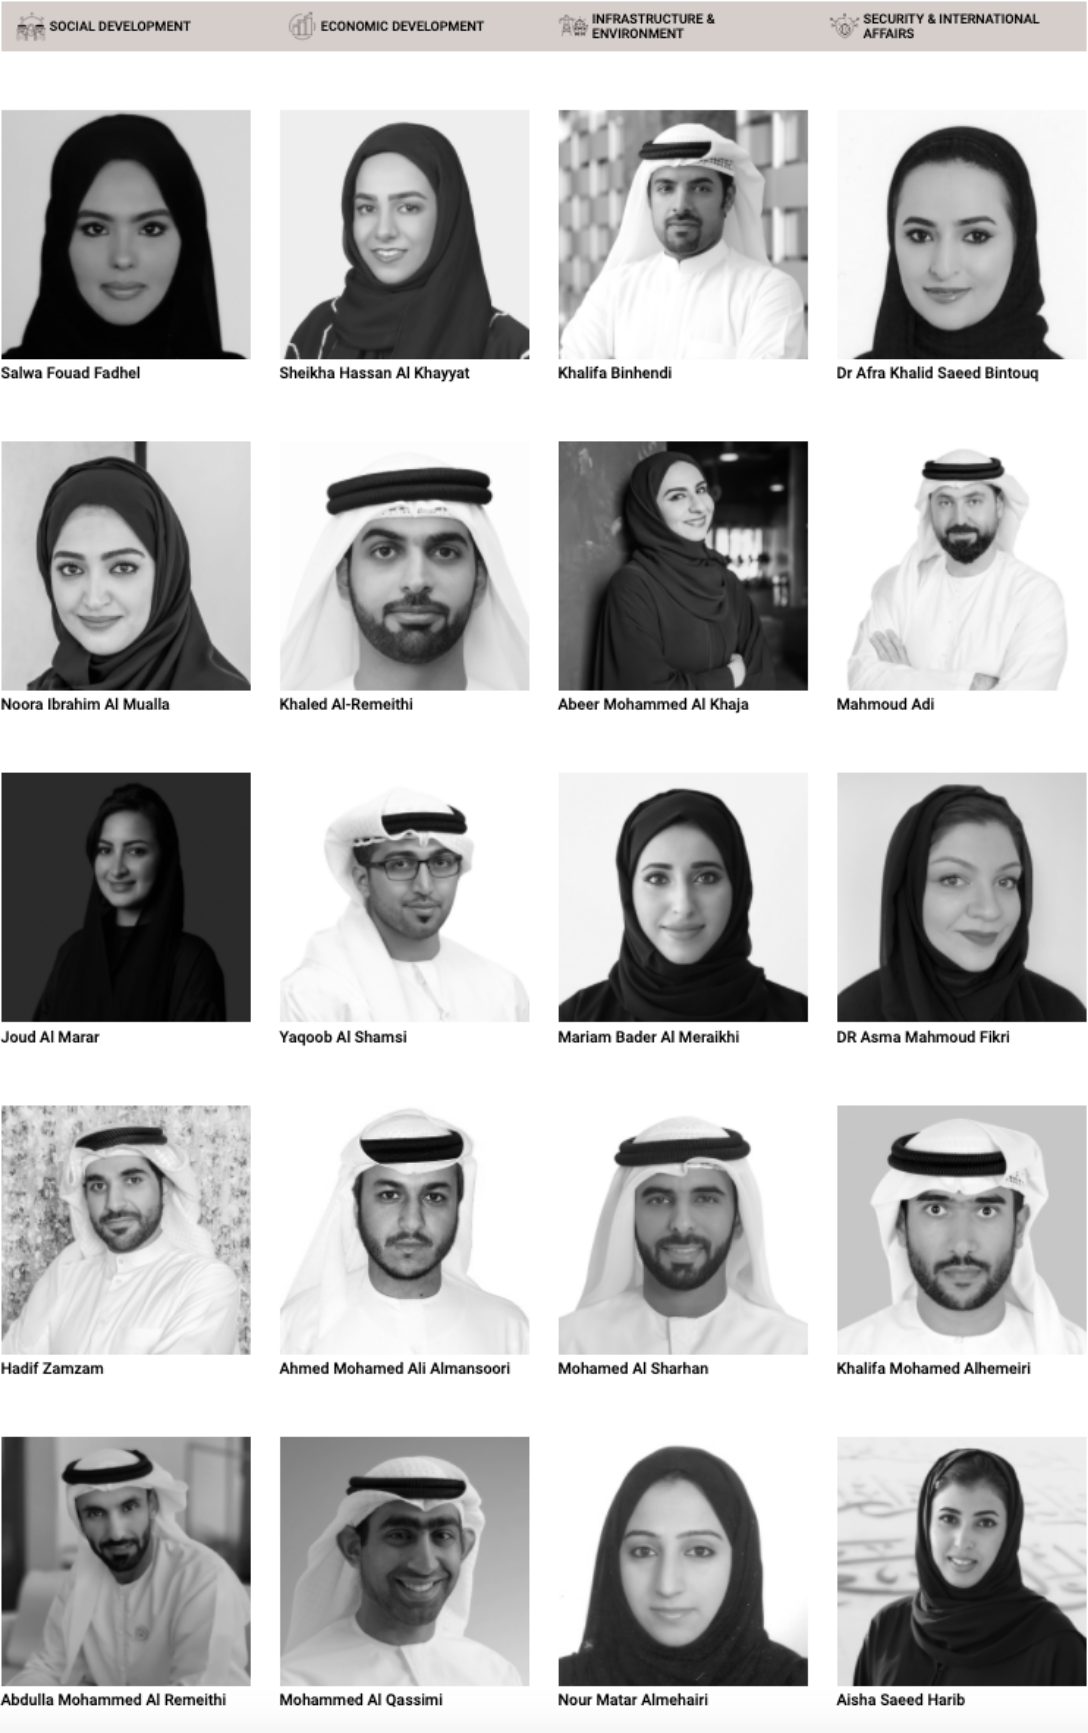 SOCIAL DEVELOPMENT
ECONOMIC DEVELOPMENT
INFRASTRUCTURE &
ENVIRONMENT
SECURITY & INTERNATIONAL
AFFAIRS
Salwa Fouad Fadhel
Sheikha Hassan Al Khayyat
Khalifa Binhendi
Dr Afra Khalid Saeed Bintouq
Noora Ibrahim Al Mualla
Khaled Al-Remeithi
Abeer Mohammed Al Khaja
Mahmoud Adi
Joud Al Marar
Yaqoob Al Shamsi
Mariam Bader Al Meraikhi
DR Asma Mahmoud Fikri
Hadif Zamzam
Ahmed Mohamed Ali Almansoori
Mohamed Al Sharhan
Khalifa Mohamed Alhemeiri
Abdulla Mohammed Al Remeithi
Mohammed Al Qassimi
Nour Matar Almehairi
Aisha Saeed Harib